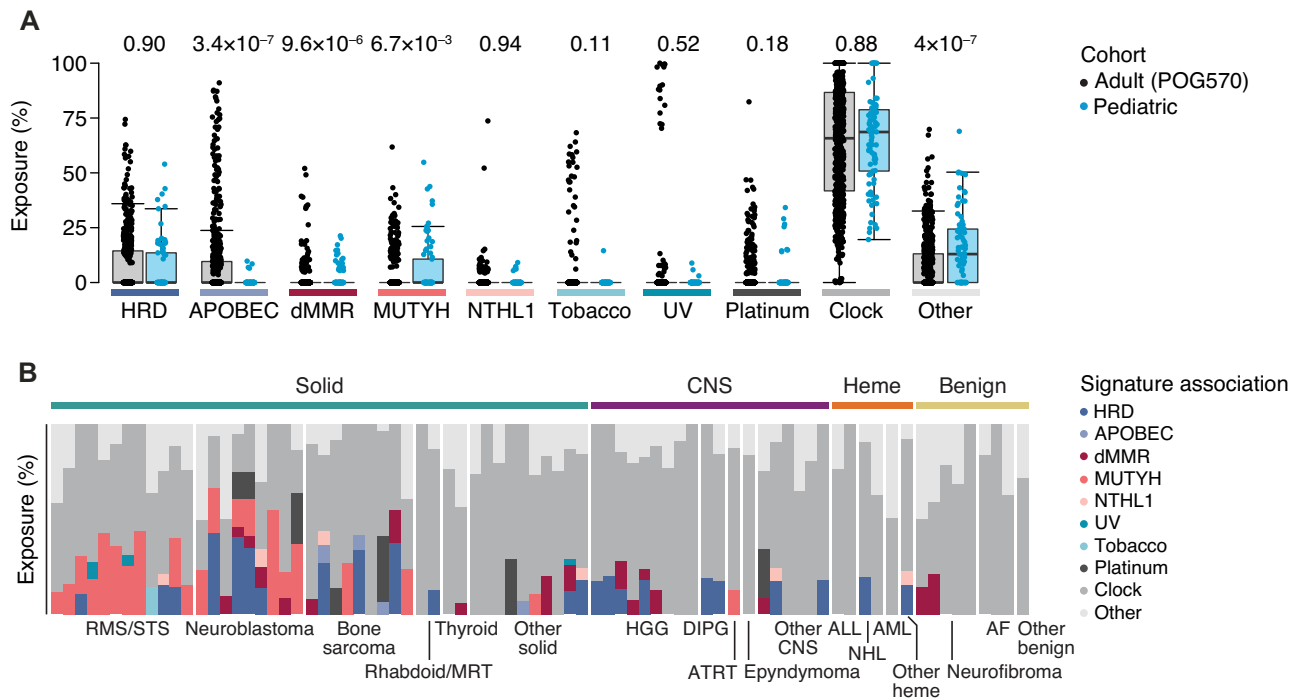 A
0.90 3.4×10⁻⁷ 9.6×10⁻⁶ 6.7×10⁻³ 0.94 0.11 0.52 0.18 0.88 4×10⁻⁷
Exposure (%)
100
75
50
25
0
HRD APOBEC dMMR MUTYH NTHL1 Tobacco UV Platinum Clock Other
Cohort
Adult (POG570)
Pediatric
B
Solid CNS Heme Benign
Exposure (%)
RMS/STS Neuroblastoma Bone sarcoma Rhabdoid/MRT Thyroid Other solid HGG DIPG ATRT Epyndymoma Other CNS ALL NHL AML Other heme Neurofibroma AF Other benign
Signature association
HRD
APOBEC
dMMR
MUTYH
NTHL1
UV
Tobacco
Platinum
Clock
Other